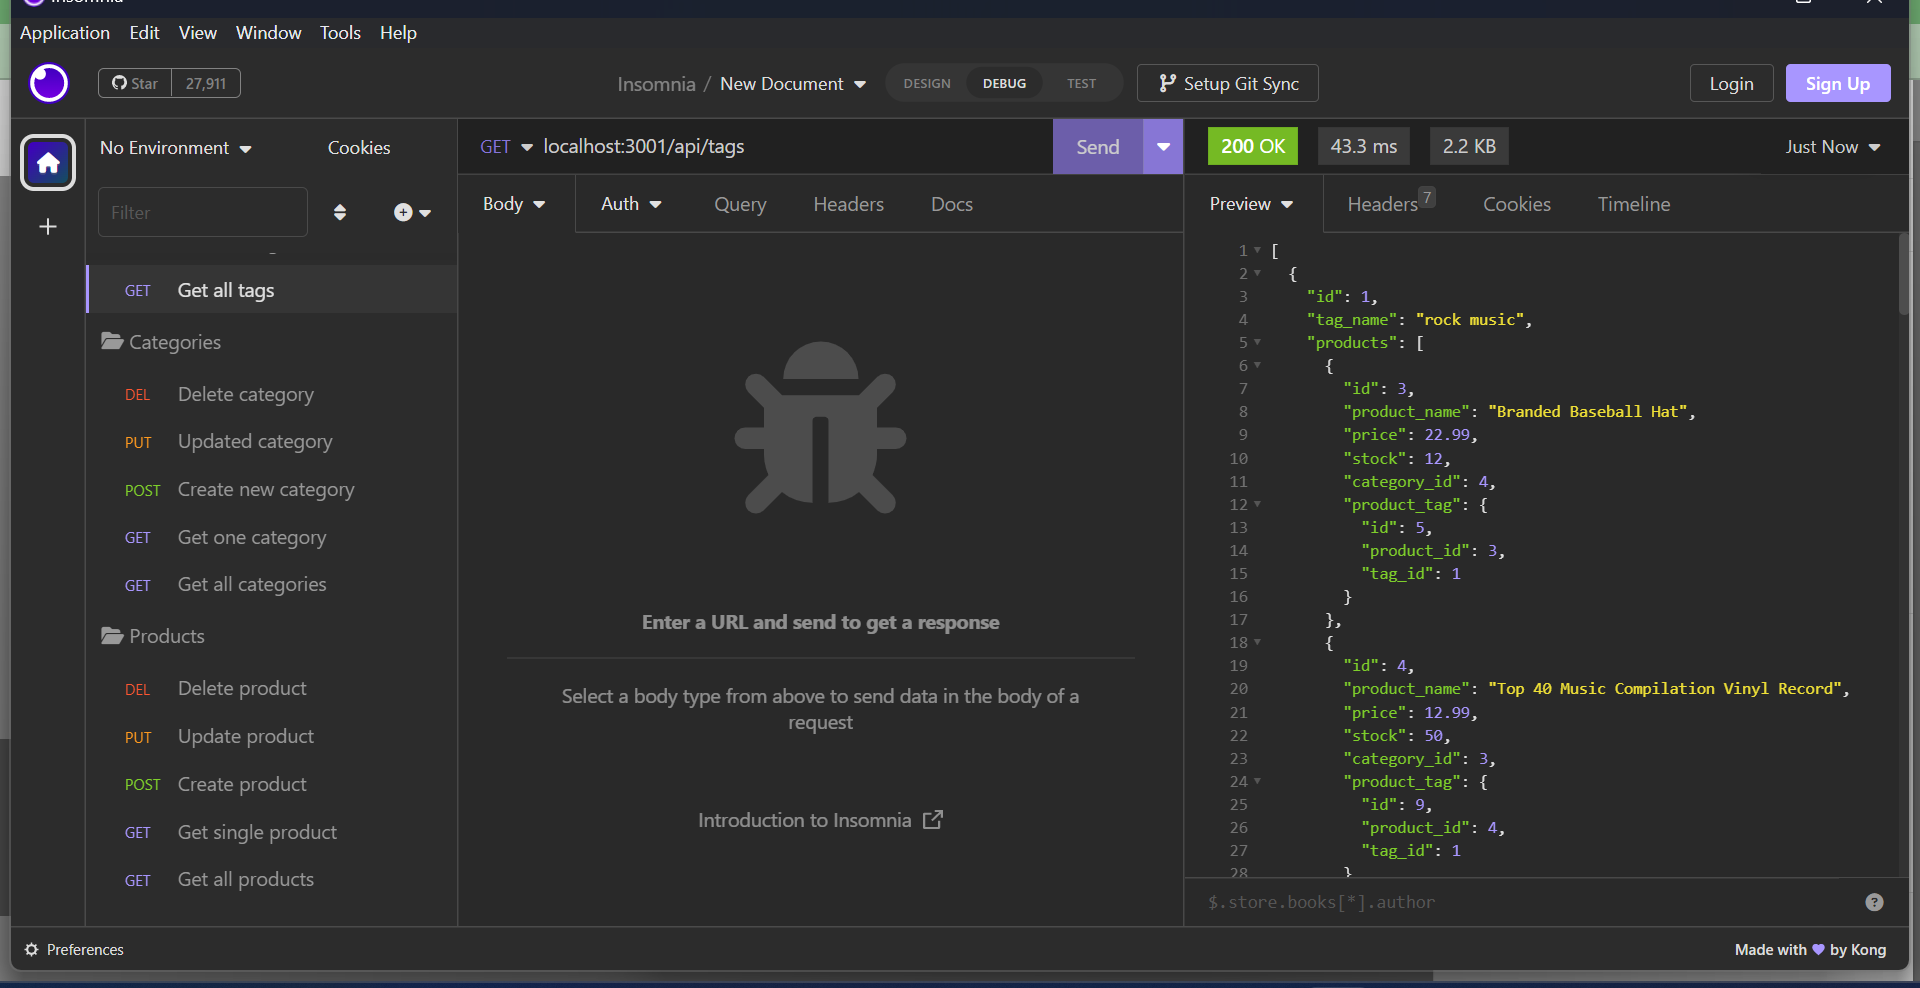 Insomnia
Application Edit View Window Tools Help
Star 27,911
Insomnia / New Document
DESIGN DEBUG TEST
Setup Git Sync
Login Sign Up
No Environment
Cookies
Filter
GET Get all tags
Categories
DEL Delete category
PUT Updated category
POST Create new category
GET Get one category
GET Get all categories
Products
DEL Delete product
PUT Update product
POST Create product
GET Get single product
GET Get all products
GET localhost:3001/api/tags
Send
Body Auth Query Headers Docs
Enter a URL and send to get a response
Select a body type from above to send data in the body of a
request
Introduction to Insomnia
200 OK 43.3 ms 2.2 KB Just Now
Preview Headers 7 Cookies Timeline
1 [
2 {
3 "id": 1,
4 "tag_name": "rock music",
5 "products": [
6 {
7 "id": 3,
8 "product_name": "Branded Baseball Hat",
9 "price": 22.99,
10 "stock": 12,
11 "category_id": 4,
12 "product_tag": {
13 "id": 5,
14 "product_id": 3,
15 "tag_id": 1
16 }
17 },
18 {
19 "id": 4,
20 "product_name": "Top 40 Music Compilation Vinyl Record",
21 "price": 12.99,
22 "stock": 50,
23 "category_id": 3,
24 "product_tag": {
25 "id": 9,
26 "product_id": 4,
27 "tag_id": 1
28 }
$.store.books[*].author
?
Preferences
Made with 💜 by Kong